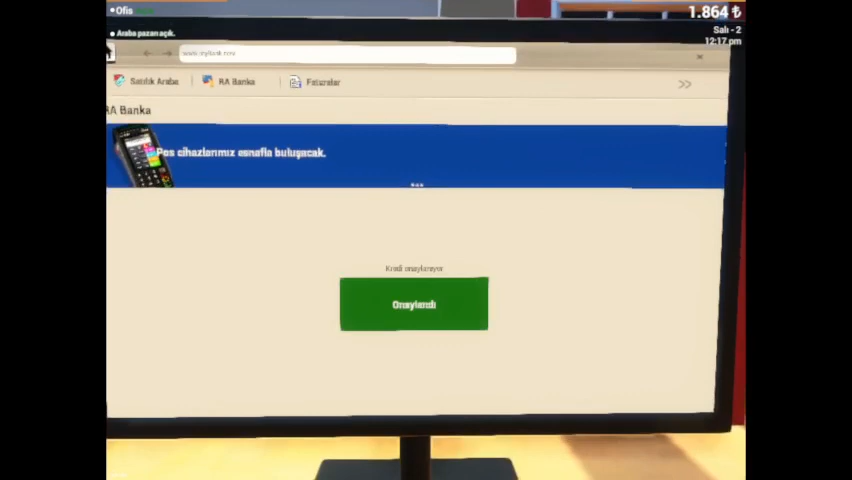 Ofis
1.864 ₺
Araba pazarı açık.
Salı - 2
12:17 pm
Satılık Araba
RA Banka
Faturalar
RA Banka
Pos cihazlarımız esnafla buluşacak.
Kredi onaylanıyor
Onaylandı